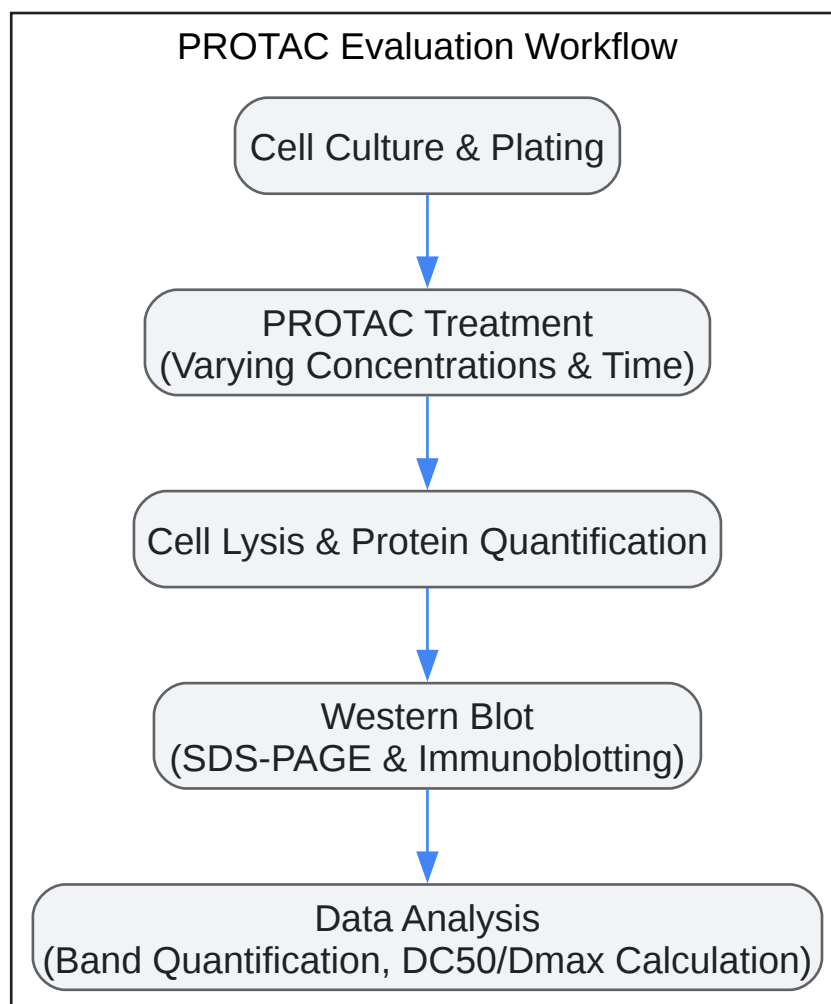 PROTAC Evaluation Workflow
Cell Culture & Plating
PROTAC Treatment
(Varying Concentrations & Time)
Cell Lysis & Protein Quantification
Western Blot
(SDS-PAGE & Immunoblotting)
Data Analysis
(Band Quantification, DC50/Dmax Calculation)